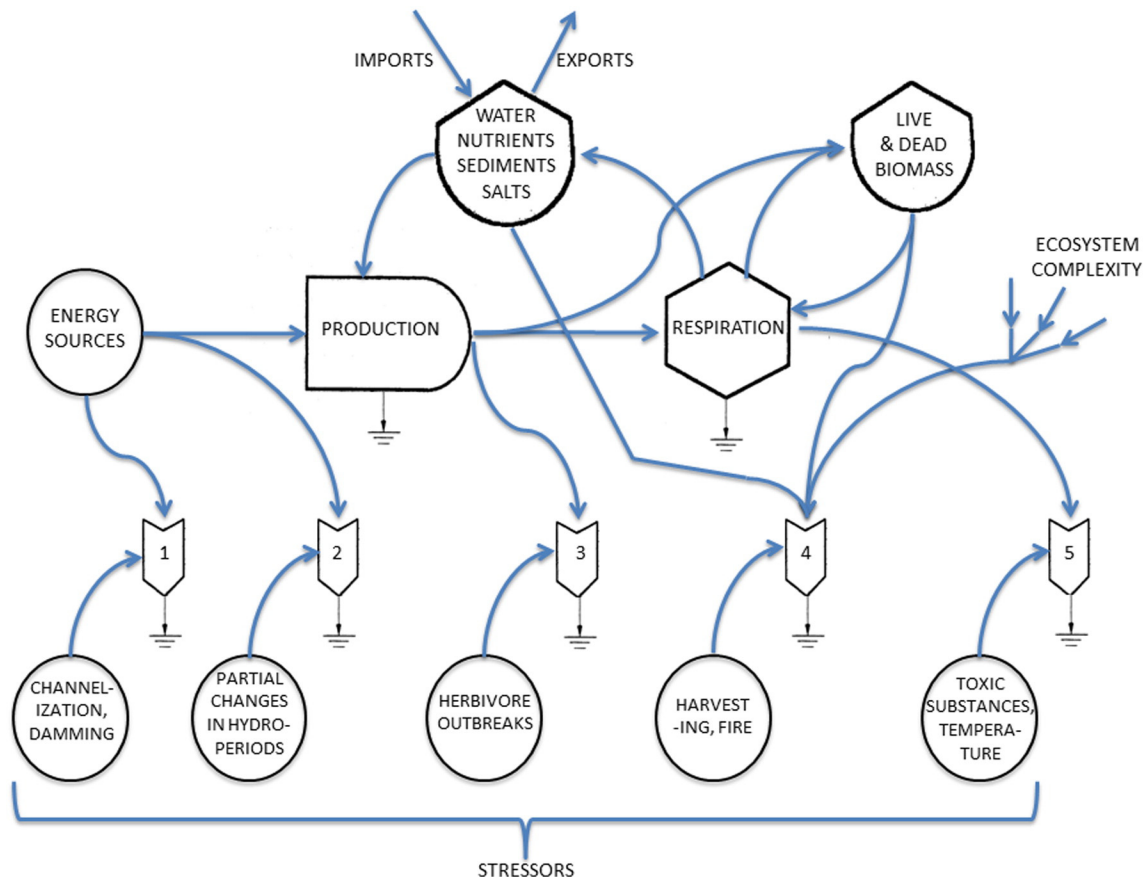 IMPORTS
EXPORTS
WATER
NUTRIENTS
SEDIMENTS
SALTS
LIVE
& DEAD
BIOMASS
ECOSYSTEM
COMPLEXITY
ENERGY
SOURCES
PRODUCTION
RESPIRATION
1
2
3
4
5
CHANNEL-
IZATION,
DAMMING
PARTIAL
CHANGES
IN HYDRO-
PERIODS
HERBIVORE
OUTBREAKS
HARVEST
-ING, FIRE
TOXIC
SUBSTANCES,
TEMPERA-
TURE
STRESSORS